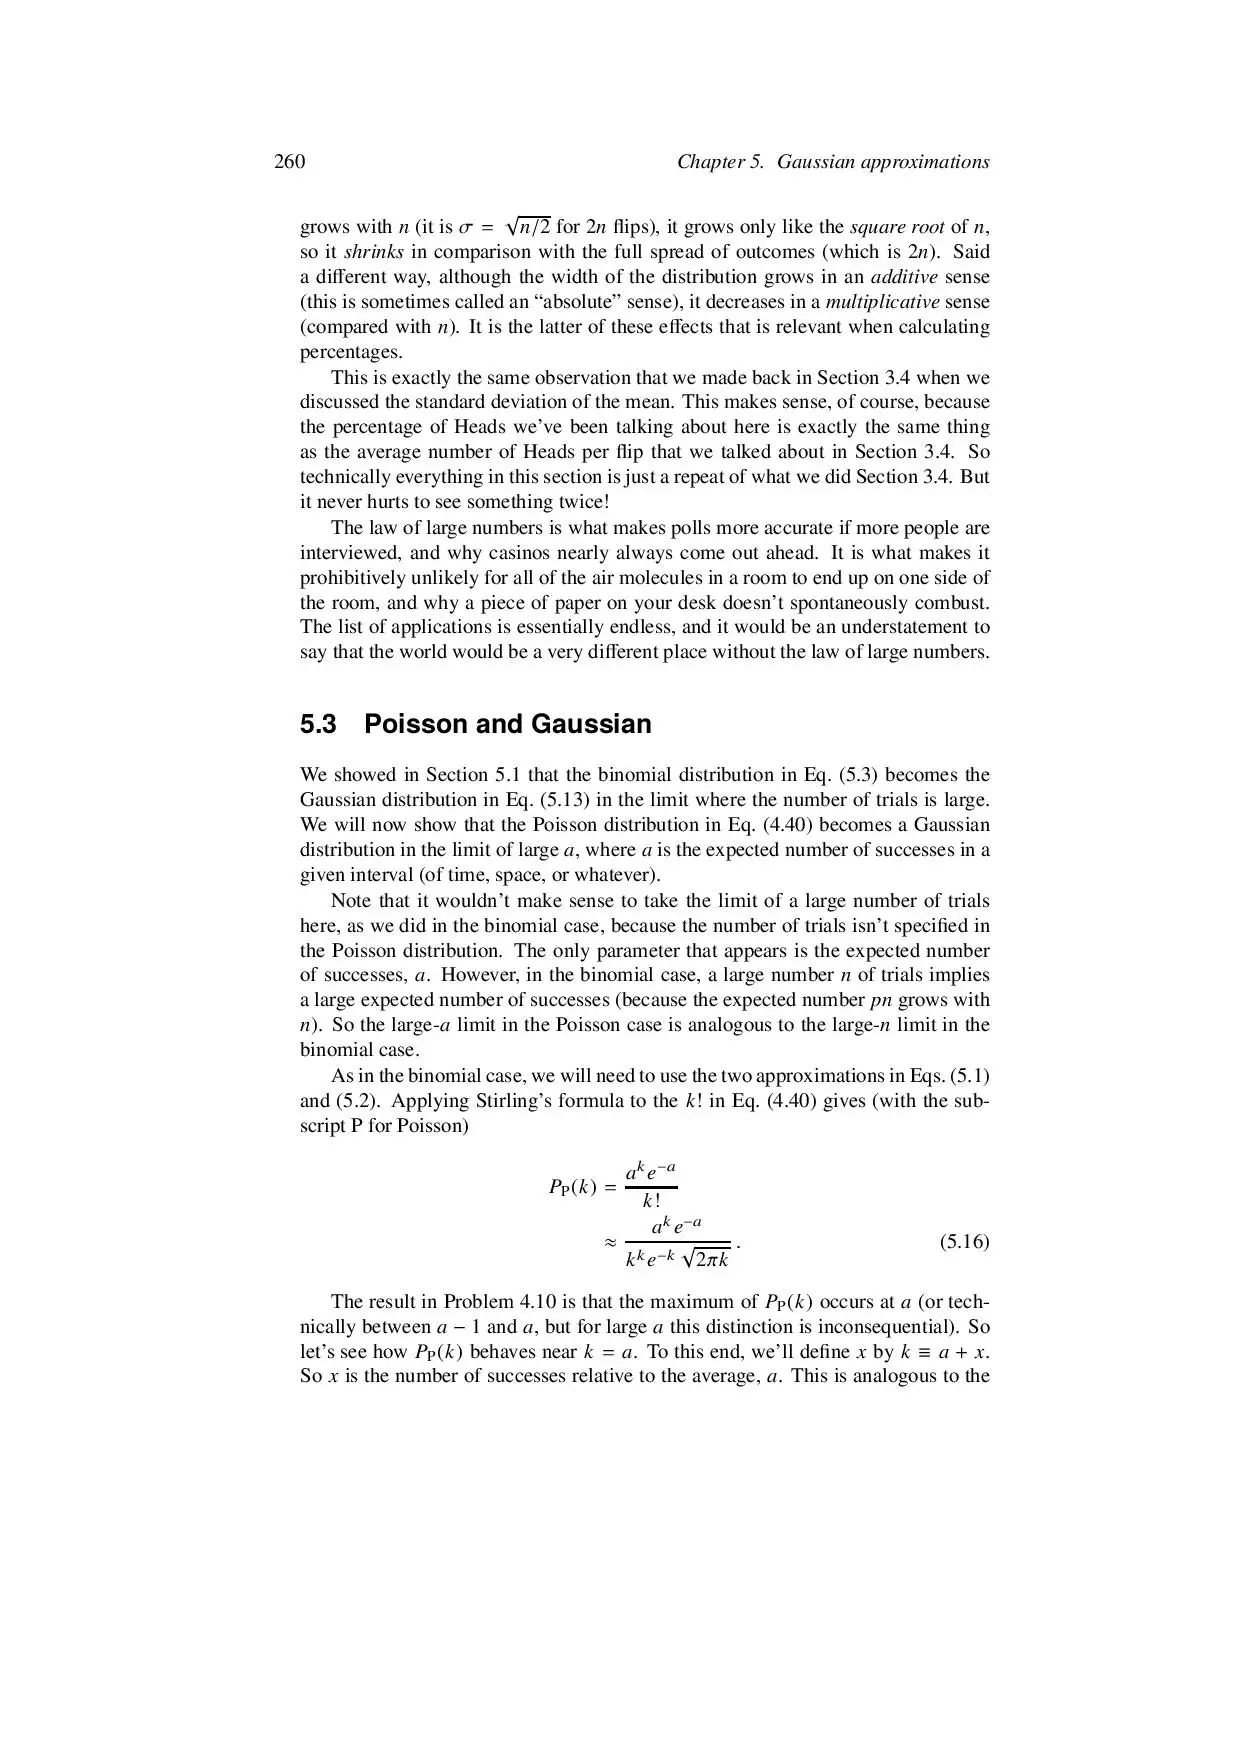 260 Chapter 5. Gaussian approximations
grows with n (it is σ = √n/2 for 2n flips), it grows only like the square root of n,
so it shrinks in comparison with the full spread of outcomes (which is 2n). Said
a different way, although the width of the distribution grows in an additive sense
(this is sometimes called an “absolute” sense), it decreases in a multiplicative sense
(compared with n). It is the latter of these effects that is relevant when calculating
percentages.
This is exactly the same observation that we made back in Section 3.4 when we
discussed the standard deviation of the mean. This makes sense, of course, because
the percentage of Heads we’ve been talking about here is exactly the same thing
as the average number of Heads per flip that we talked about in Section 3.4. So
technically everything in this section is just a repeat of what we did Section 3.4. But
it never hurts to see something twice!
The law of large numbers is what makes polls more accurate if more people are
interviewed, and why casinos nearly always come out ahead. It is what makes it
prohibitively unlikely for all of the air molecules in a room to end up on one side of
the room, and why a piece of paper on your desk doesn’t spontaneously combust.
The list of applications is essentially endless, and it would be an understatement to
say that the world would be a very different place without the law of large numbers.
5.3 Poisson and Gaussian
We showed in Section 5.1 that the binomial distribution in Eq. (5.3) becomes the
Gaussian distribution in Eq. (5.13) in the limit where the number of trials is large.
We will now show that the Poisson distribution in Eq. (4.40) becomes a Gaussian
distribution in the limit of large a, where a is the expected number of successes in a
given interval (of time, space, or whatever).
Note that it wouldn’t make sense to take the limit of a large number of trials
here, as we did in the binomial case, because the number of trials isn’t specified in
the Poisson distribution. The only parameter that appears is the expected number
of successes, a. However, in the binomial case, a large number n of trials implies
a large expected number of successes (because the expected number pn grows with
n). So the large-a limit in the Poisson case is analogous to the large-n limit in the
binomial case.
As in the binomial case, we will need to use the two approximations in Eqs. (5.1)
and (5.2). Applying Stirling’s formula to the k! in Eq. (4.40) gives (with the sub-
script P for Poisson)
P_P(k) = a^k e^−a / k!
≈ a^k e^−a / k^k e^−k √2πk . (5.16)
The result in Problem 4.10 is that the maximum of P_P(k) occurs at a (or tech-
nically between a − 1 and a, but for large a this distinction is inconsequential). So
let’s see how P_P(k) behaves near k = a. To this end, we’ll define x by k ≡ a + x.
So x is the number of successes relative to the average, a. This is analogous to the